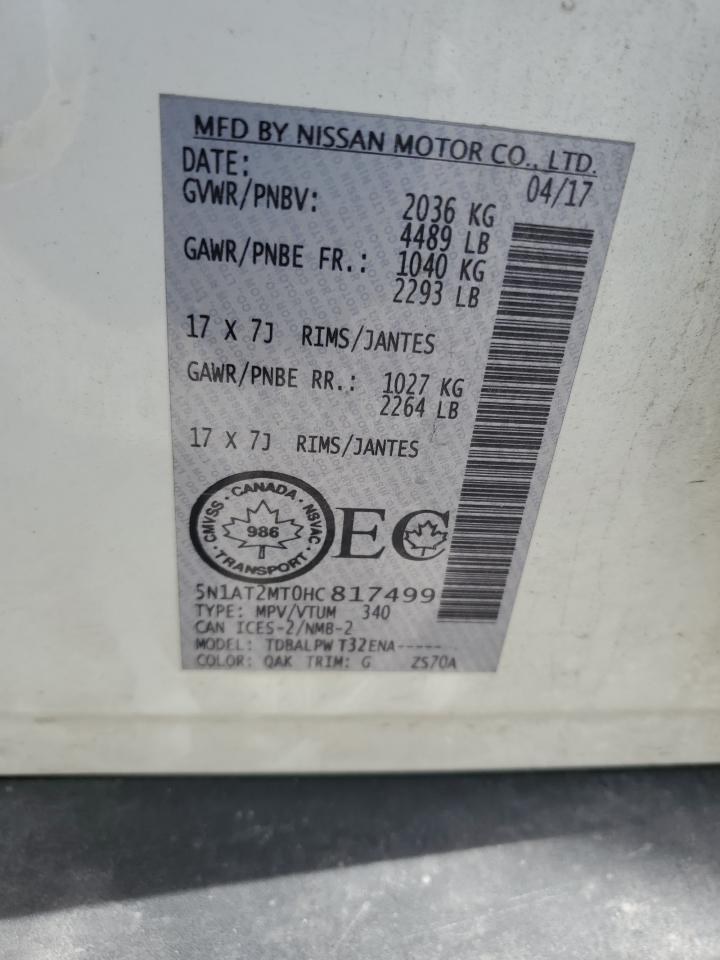 MFD BY NISSAN MOTOR CO., LTD.
DATE: 04/17
GVWR/PNBV: 2036 KG
4489 LB
GAWR/PNBE FR.: 1040 KG
2293 LB
17 X 7J RIMS/JANTES
GAWR/PNBE RR.: 1027 KG
2264 LB
17 X 7J RIMS/JANTES
CMVSS · CANADA · NSVAC · TRANSPORT ·
986
EC
5N1AT2MT0HC817499
TYPE: MPV/VTUM 340
CAN ICES-2/NMB-2
MODEL: TDBALPW T32ENA-----
COLOR: QAK TRIM: G ZS70A